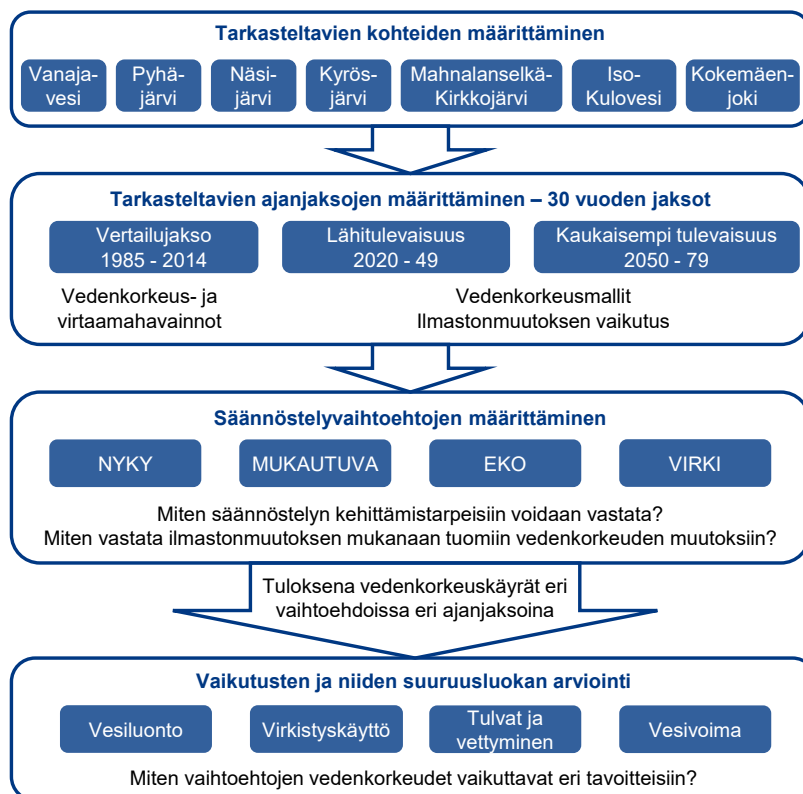 Tarkasteltavien kohteiden määrittäminen
Vanaja-
vesi
Pyhä-
järvi
Näsi-
järvi
Kyrös-
järvi
Mahnalanselkä-
Kirkkojärvi
Iso-
Kulovesi
Kokemäen-
joki
Tarkasteltavien ajanjaksojen määrittäminen – 30 vuoden jaksot
Vertailujakso
1985 - 2014
Lähitulevaisuus
2020 - 49
Kaukaisempi tulevaisuus
2050 - 79
Vedenkorkeus- ja
virtaamahavainnot
Vedenkorkeusmallit
Ilmastonmuutoksen vaikutus
Säännöstelyvaihtoehtojen määrittäminen
NYKY
MUKAUTUVA
EKO
VIRKI
Miten säännöstelyn kehittämistarpeisiin voidaan vastata?
Miten vastata ilmastonmuutoksen mukanaan tuomiin vedenkorkeuden muutoksiin?
Tuloksena vedenkorkeuskäyrät eri
vaihtoehdoissa eri ajanjaksoina
Vaikutusten ja niiden suuruusluokan arviointi
Vesiluonto
Virkistyskäyttö
Tulvat ja
vettyminen
Vesivoima
Miten vaihtoehtojen vedenkorkeudet vaikuttavat eri tavoitteisiin?